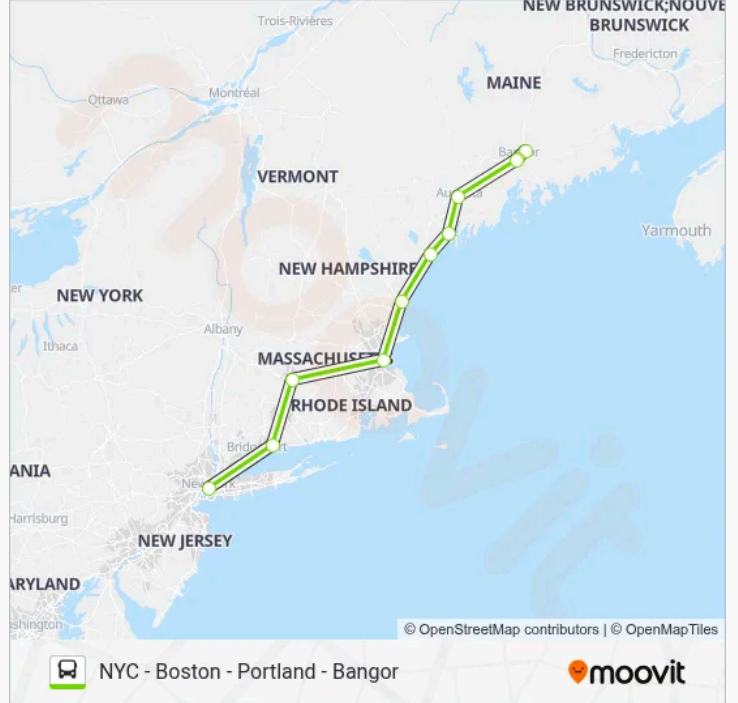 NEW BRUNSWICK;NOUVE
BRUNSWICK
Trois-Rivières
Fredericton
MAINE
Ottawa
Montréal
VERMONT
Yarmouth
NEW HAMPSHIRE
NEW YORK
Albany
Ithaca
MASSACHUSET
RHODE ISLAND
ANIA
Harrisburg
NEW JERSEY
ARYLAND
shington
© OpenStreetMap contributors | © OpenMapTiles
NYC - Boston - Portland - Bangor
moovit